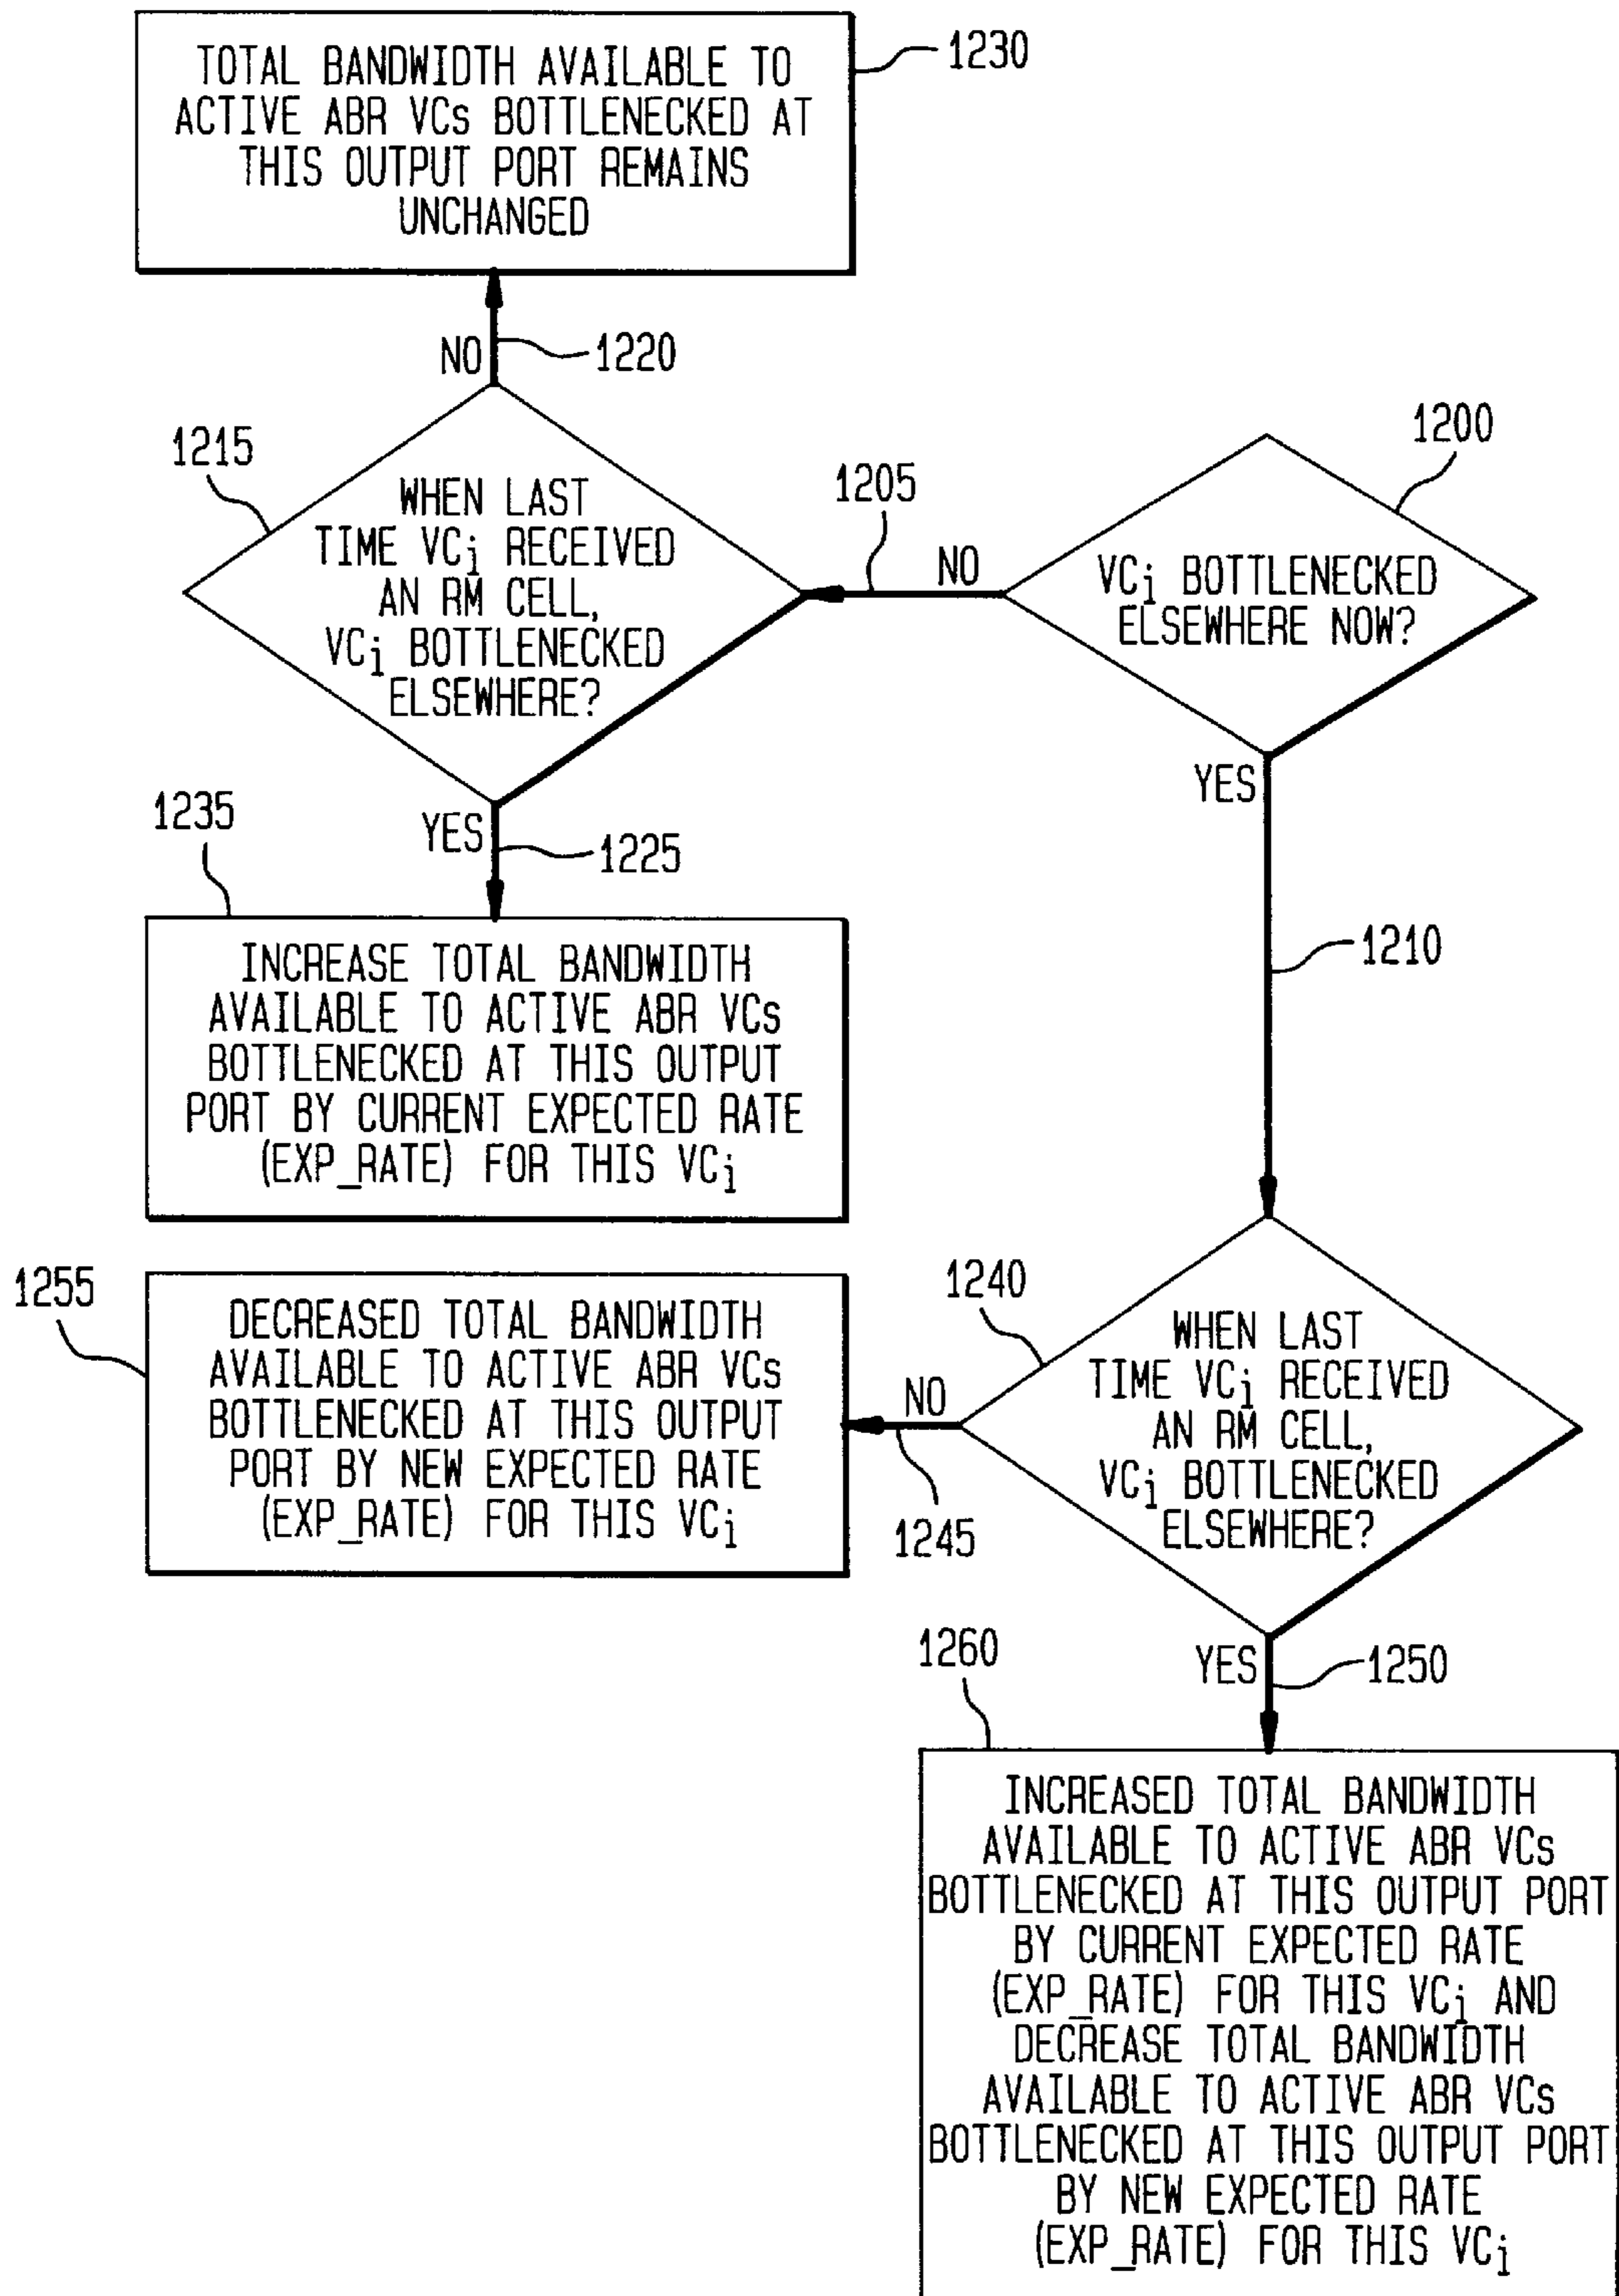 TOTAL BANDWIDTH AVAILABLE TO
ACTIVE ABR VCs BOTTLENECKED AT
THIS OUTPUT PORT REMAINS
UNCHANGED
1230
NO
1220
1215
WHEN LAST
TIME VCi RECEIVED
AN RM CELL,
VCi BOTTLENECKED
ELSEWHERE?
1205
NO
1200
VCi BOTTLENECKED
ELSEWHERE NOW?
YES
1210
YES
1225
1235
INCREASE TOTAL BANDWIDTH
AVAILABLE TO ACTIVE ABR VCs
BOTTLENECKED AT THIS OUTPUT
PORT BY CURRENT EXPECTED RATE
(EXP_RATE) FOR THIS VCi
1240
WHEN LAST
TIME VCi RECEIVED
AN RM CELL,
VCi BOTTLENECKED
ELSEWHERE?
NO
1245
1255
DECREASED TOTAL BANDWIDTH
AVAILABLE TO ACTIVE ABR VCs
BOTTLENECKED AT THIS OUTPUT
PORT BY NEW EXPECTED RATE
(EXP_RATE) FOR THIS VCi
YES
1250
1260
INCREASED TOTAL BANDWIDTH
AVAILABLE TO ACTIVE ABR VCs
BOTTLENECKED AT THIS OUTPUT PORT
BY CURRENT EXPECTED RATE
(EXP_RATE) FOR THIS VCi AND
DECREASE TOTAL BANDWIDTH
AVAILABLE TO ACTIVE ABR VCs
BOTTLENECKED AT THIS OUTPUT PORT
BY NEW EXPECTED RATE
(EXP_RATE) FOR THIS VCi